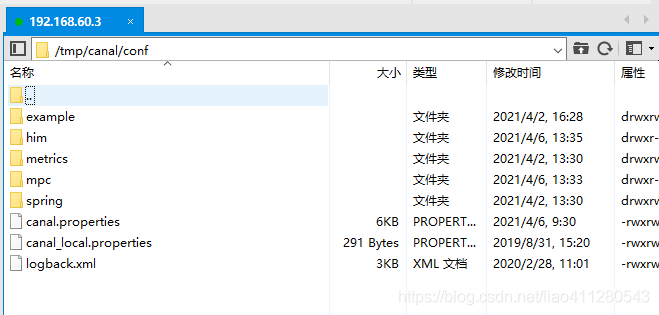 192.168.60.3 ×
/tmp/canal/conf
名称 大小 类型 修改时间 属性
..
example 文件夹 2021/4/2, 16:28 drwxrw
him 文件夹 2021/4/6, 13:35 drwxr-
metrics 文件夹 2021/4/2, 13:30 drwxrw
mpc 文件夹 2021/4/6, 13:33 drwxr-
spring 文件夹 2021/4/2, 13:30 drwxrw
canal.properties 6KB PROPERT... 2021/4/6, 9:30 -rwxrw
canal_local.properties 291 Bytes PROPERT... 2019/8/31, 15:20 -rwxrw
logback.xml 3KB XML 文档 2020/2/28, 11:01 -rwxrw
https://blog.csdn.net/liao411280543